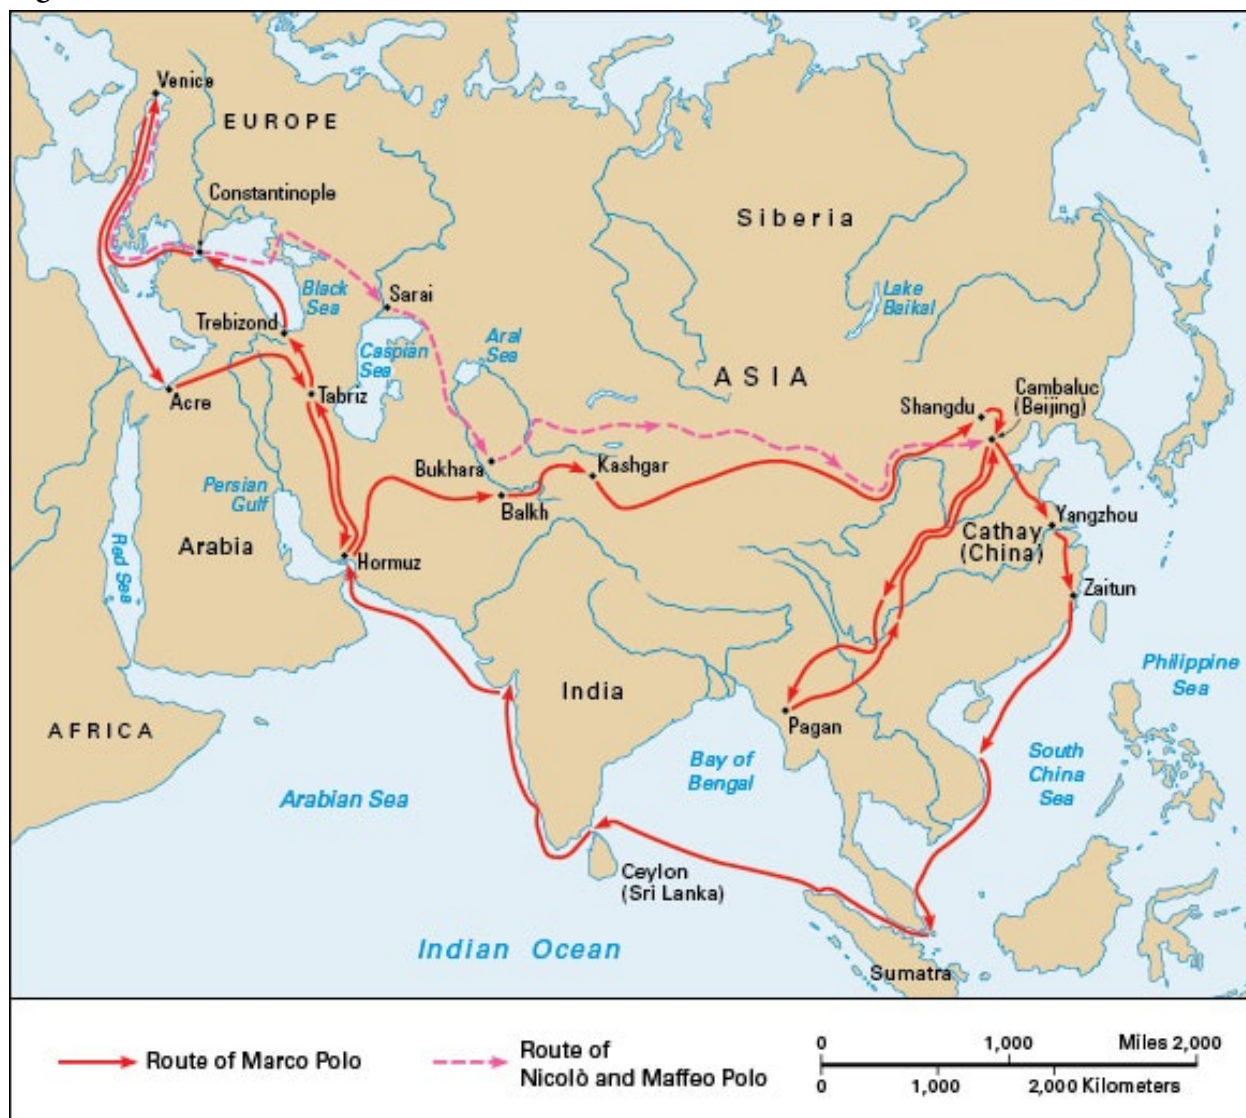 Venice
EUROPE
Constantinople
Siberia
Black
Sea
Sarai
Lake
Baikal
Trebizond
Aral
Sea
Caspian
Sea
ASIA
Cambaluc
(Beijing)
Acre
Tabriz
Shangdu
Bukhara
Kashgar
Persian
Gulf
Balkh
Yangzhou
Red Sea
Arabia
Hormuz
Cathay
(China)
Zaitun
India
Philippine
Sea
AFRICA
Pagan
Bay of
Bengal
South
China
Sea
Arabian Sea
Ceylon
(Sri Lanka)
Indian Ocean
Sumatra
Route of Marco Polo
Route of
Nicolò and Maffeo Polo
0 1,000 Miles 2,000
0 1,000 2,000 Kilometers